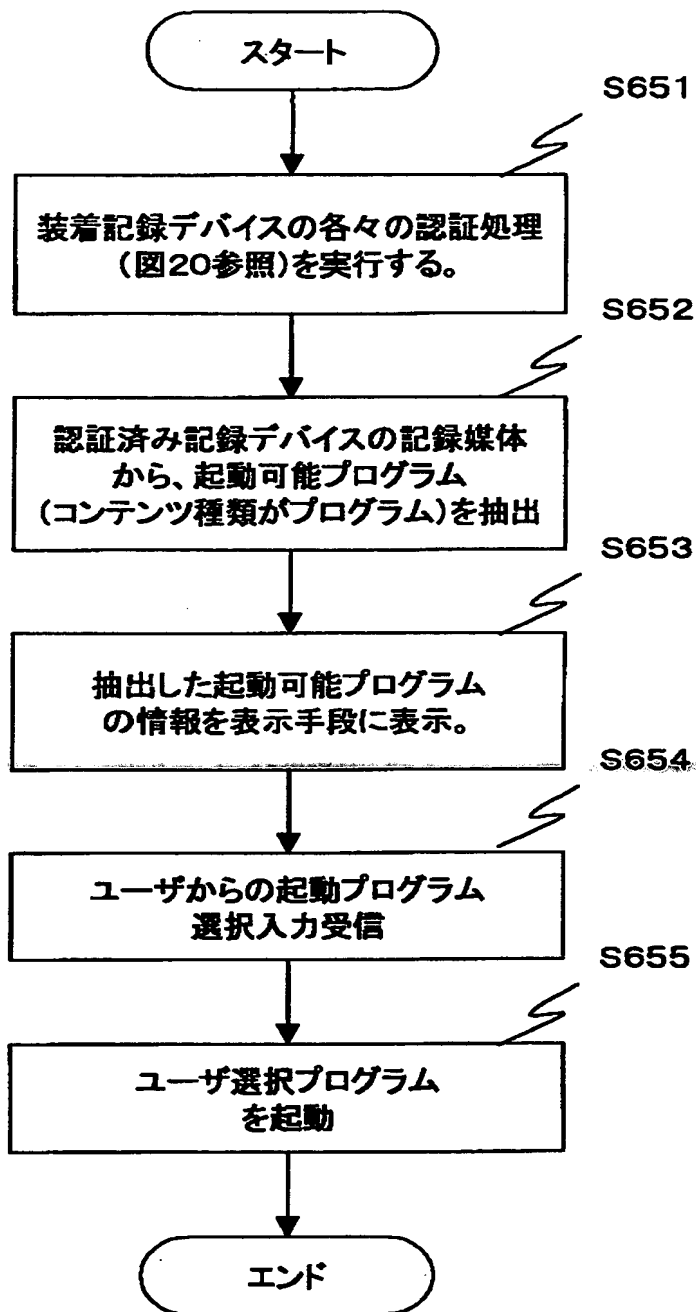 スタート
S651
装着記録デバイスの各々の認証処理
(図20参照)を実行する。
S652
認証済み記録デバイスの記録媒体
から、起動可能プログラム
(コンテンツ種類がプログラム)を抽出
S653
抽出した起動可能プログラム
の情報を表示手段に表示。
S654
ユーザからの起動プログラム
選択入力受信
S655
ユーザ選択プログラム
を起動
エンド